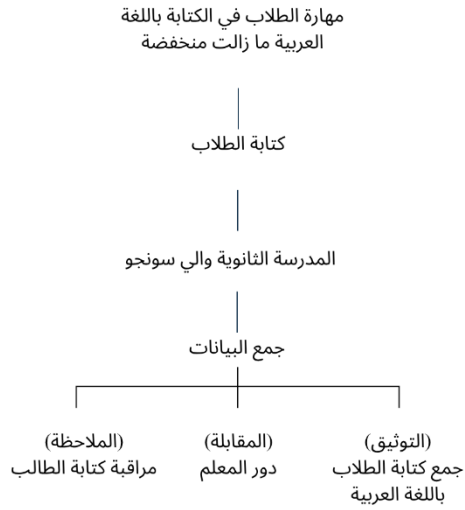 مهارة الطلاب في الكتابة باللغة
العربية ما زالت منخفضة
كتابة الطلاب
المدرسة الثانوية والي سونجو
جمع البيانات
(التوثيق)
جمع كتابة الطلاب
باللغة العربية
(المقابلة)
دور المعلم
(الملاحظة)
مراقبة كتابة الطالب